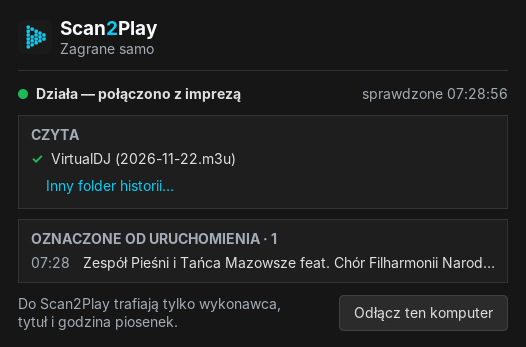 Scan2Play
Zagrane samo
Działa — połączono z imprezą
sprawdzone 07:28:56
CZYTA
✓ VirtualDJ (2026-11-22.m3u)
Inny folder historii...
OZNACZONE OD URUCHOMIENIA · 1
07:28 Zespół Pieśni i Tańca Mazowsze feat. Chór Filharmonii Narod...
Do Scan2Play trafiają tylko wykonawca,
tytuł i godzina piosenek.
Odłącz ten komputer